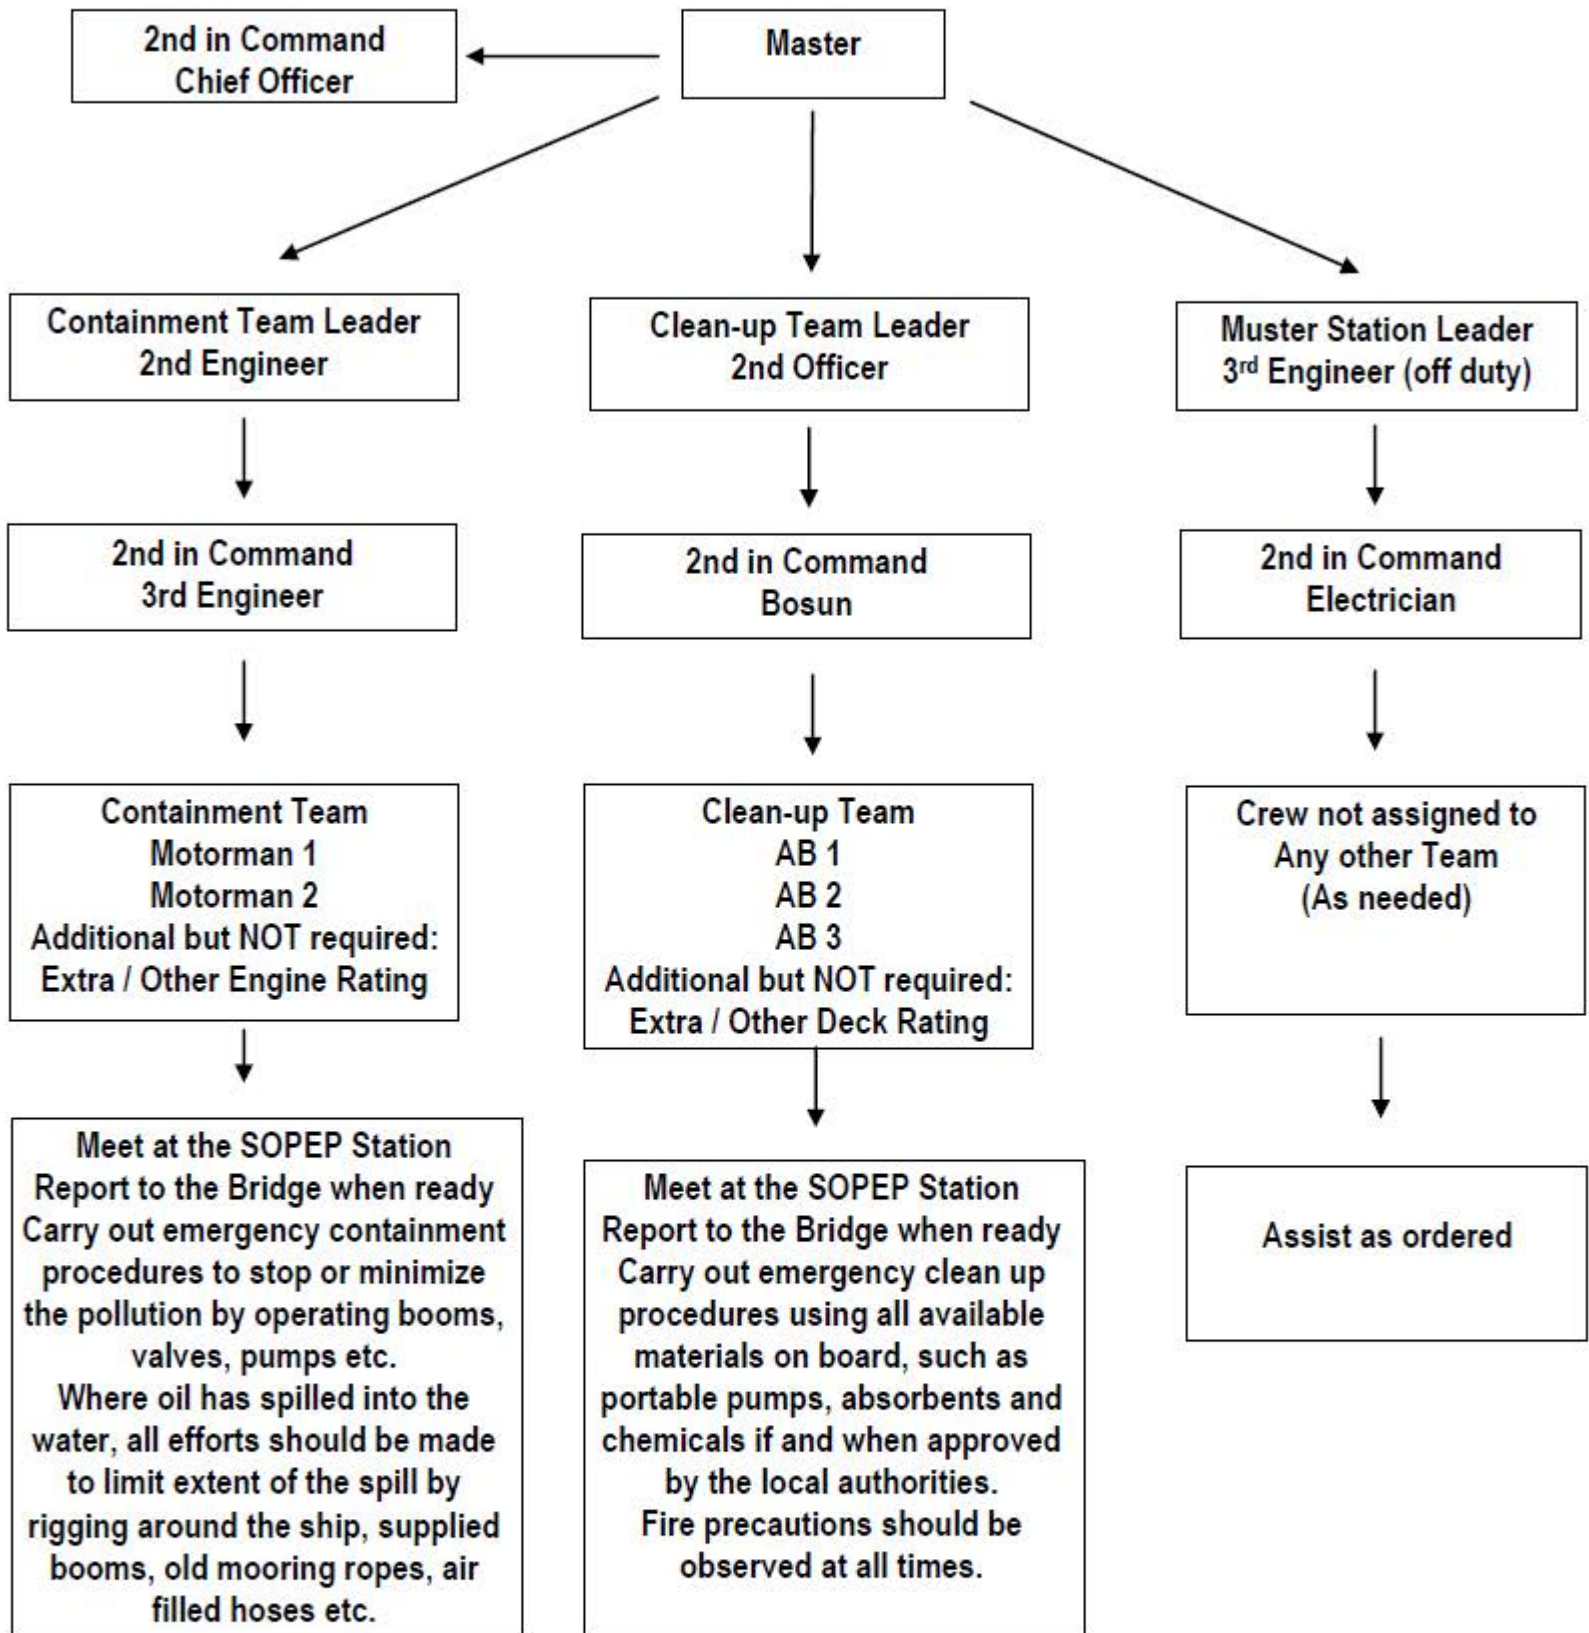 2nd in Command
Chief Officer
Master
Containment Team Leader
2nd Engineer
Clean-up Team Leader
2nd Officer
Muster Station Leader
3rd Engineer (off duty)
2nd in Command
3rd Engineer
2nd in Command
Bosun
2nd in Command
Electrician
Containment Team
Motorman 1
Motorman 2
Additional but NOT required:
Extra / Other Engine Rating
Clean-up Team
AB 1
AB 2
AB 3
Additional but NOT required:
Extra / Other Deck Rating
Crew not assigned to
Any other Team
(As needed)
Meet at the SOPEP Station
Report to the Bridge when ready
Carry out emergency containment
procedures to stop or minimize
the pollution by operating booms,
valves, pumps etc.
Where oil has spilled into the
water, all efforts should be made
to limit extent of the spill by
rigging around the ship, supplied
booms, old mooring ropes, air
filled hoses etc.
Meet at the SOPEP Station
Report to the Bridge when ready
Carry out emergency clean up
procedures using all available
materials on board, such as
portable pumps, absorbents and
chemicals if and when approved
by the local authorities.
Fire precautions should be
observed at all times.
Assist as ordered